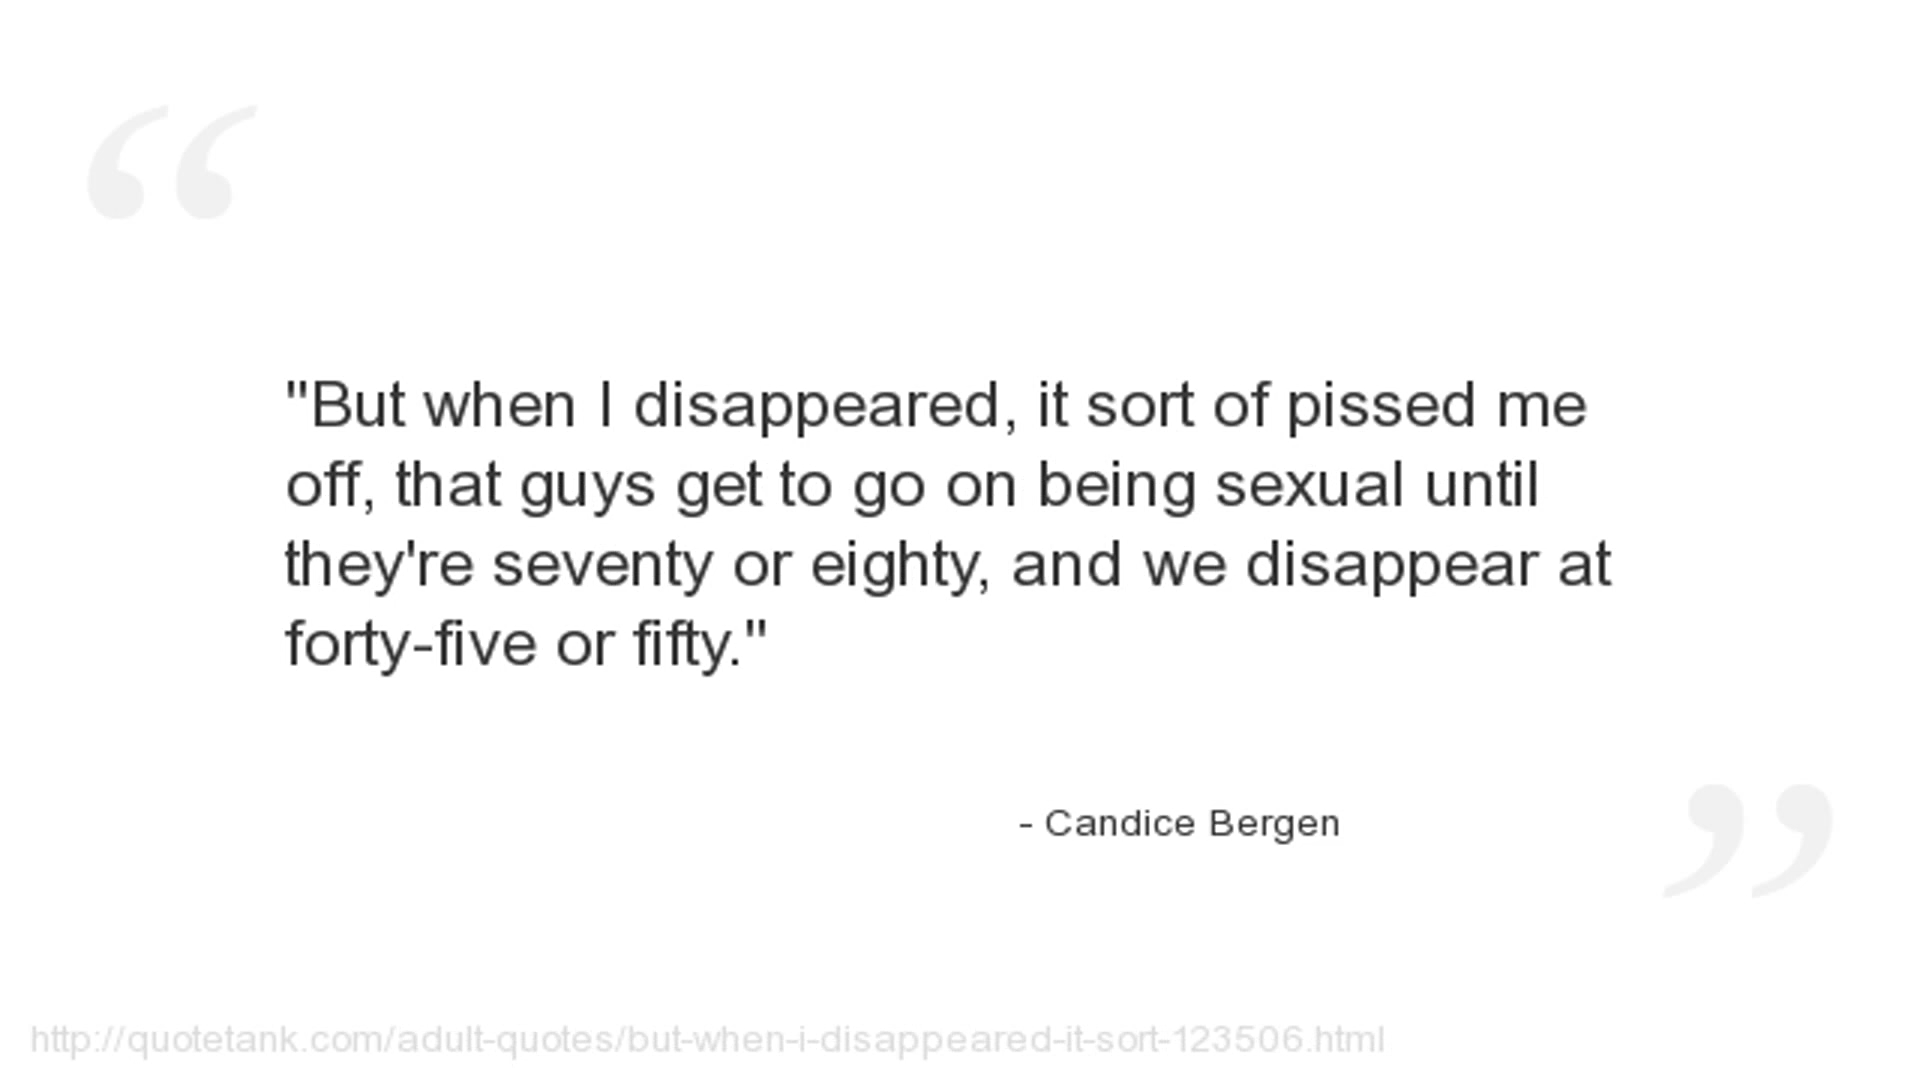 “
"But when I disappeared, it sort of pissed me
off, that guys get to go on being sexual until
they're seventy or eighty, and we disappear at
forty-five or fifty."
- Candice Bergen
”
http://quotetank.com/adult-quotes/but-when-i-disappeared-it-sort-123506.html